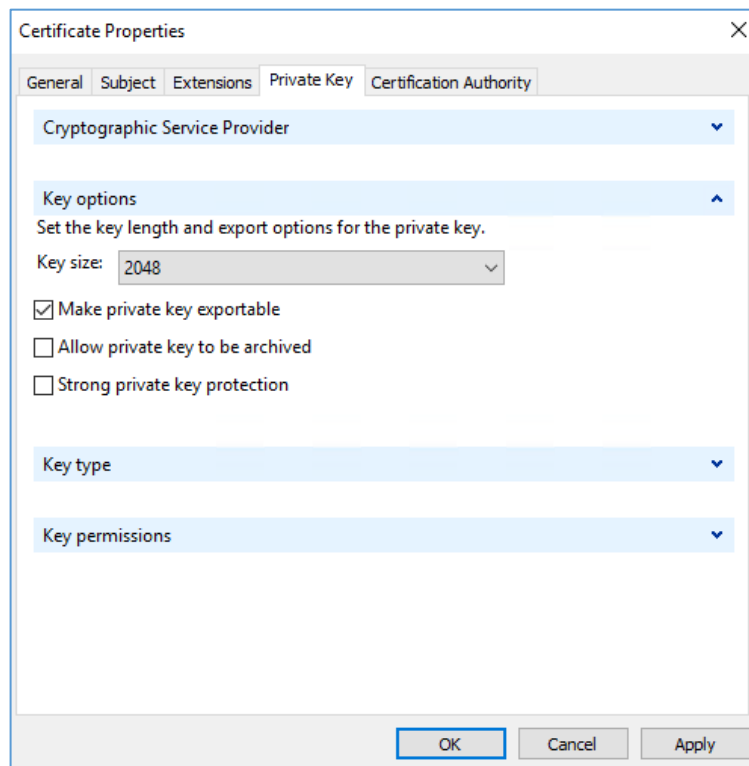 Certificate Properties
General Subject Extensions Private Key Certification Authority
Cryptographic Service Provider
Key options
Set the key length and export options for the private key.
Key size: 2048
Make private key exportable
Allow private key to be archived
Strong private key protection
Key type
Key permissions
OK Cancel Apply